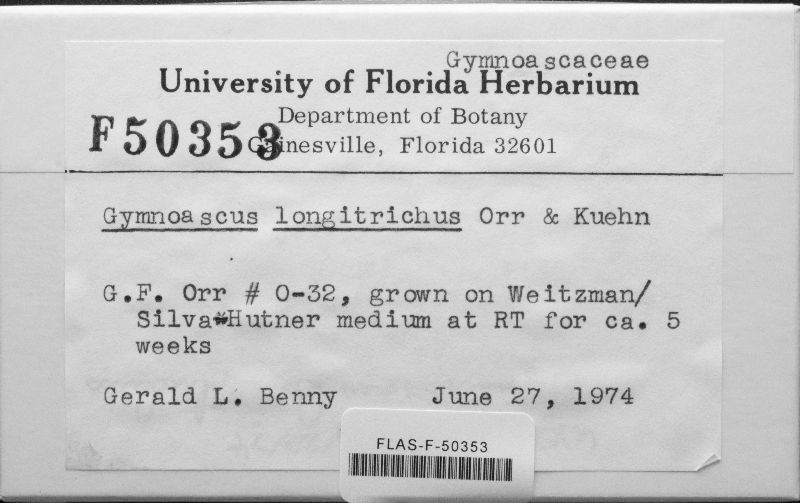 Gymnoascaceae
University of Florida Herbarium
Department of Botany
F50353
Gainesville, Florida 32601
Gymnoascus longitrichus Orr & Kuehn
G.F. Orr # O-32, grown on Weitzman/
Silva*Hutner medium at RT for ca. 5
weeks
Gerald L. Benny June 27, 1974
FLAS-F-50353